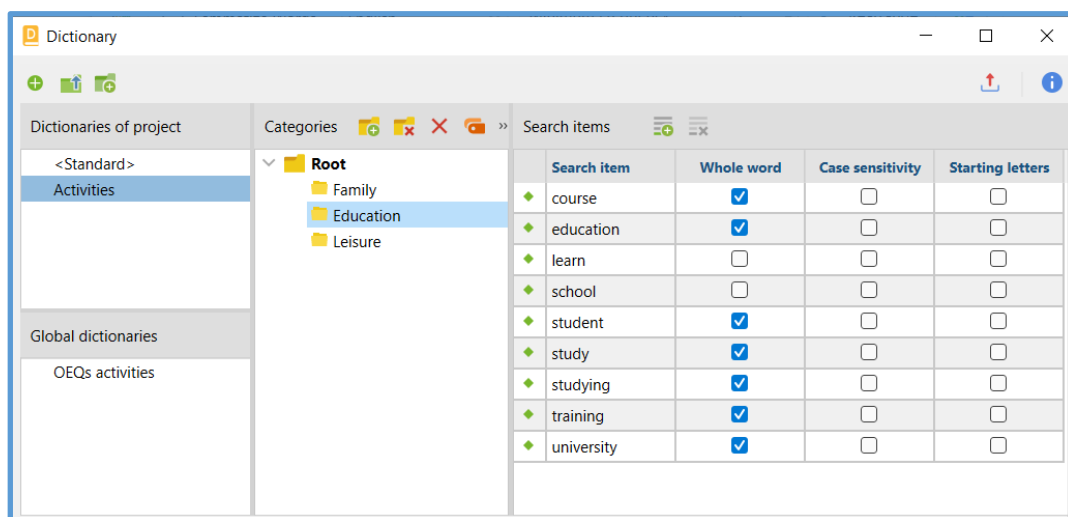 Dictionary
Dictionaries of project
Categories
»
Search items
<Standard>
Activities
Root
Family
Education
Leisure
Search item Whole word Case sensitivity Starting letters
course
education
learn
school
student
study
studying
training
university
Global dictionaries
OEQs activities